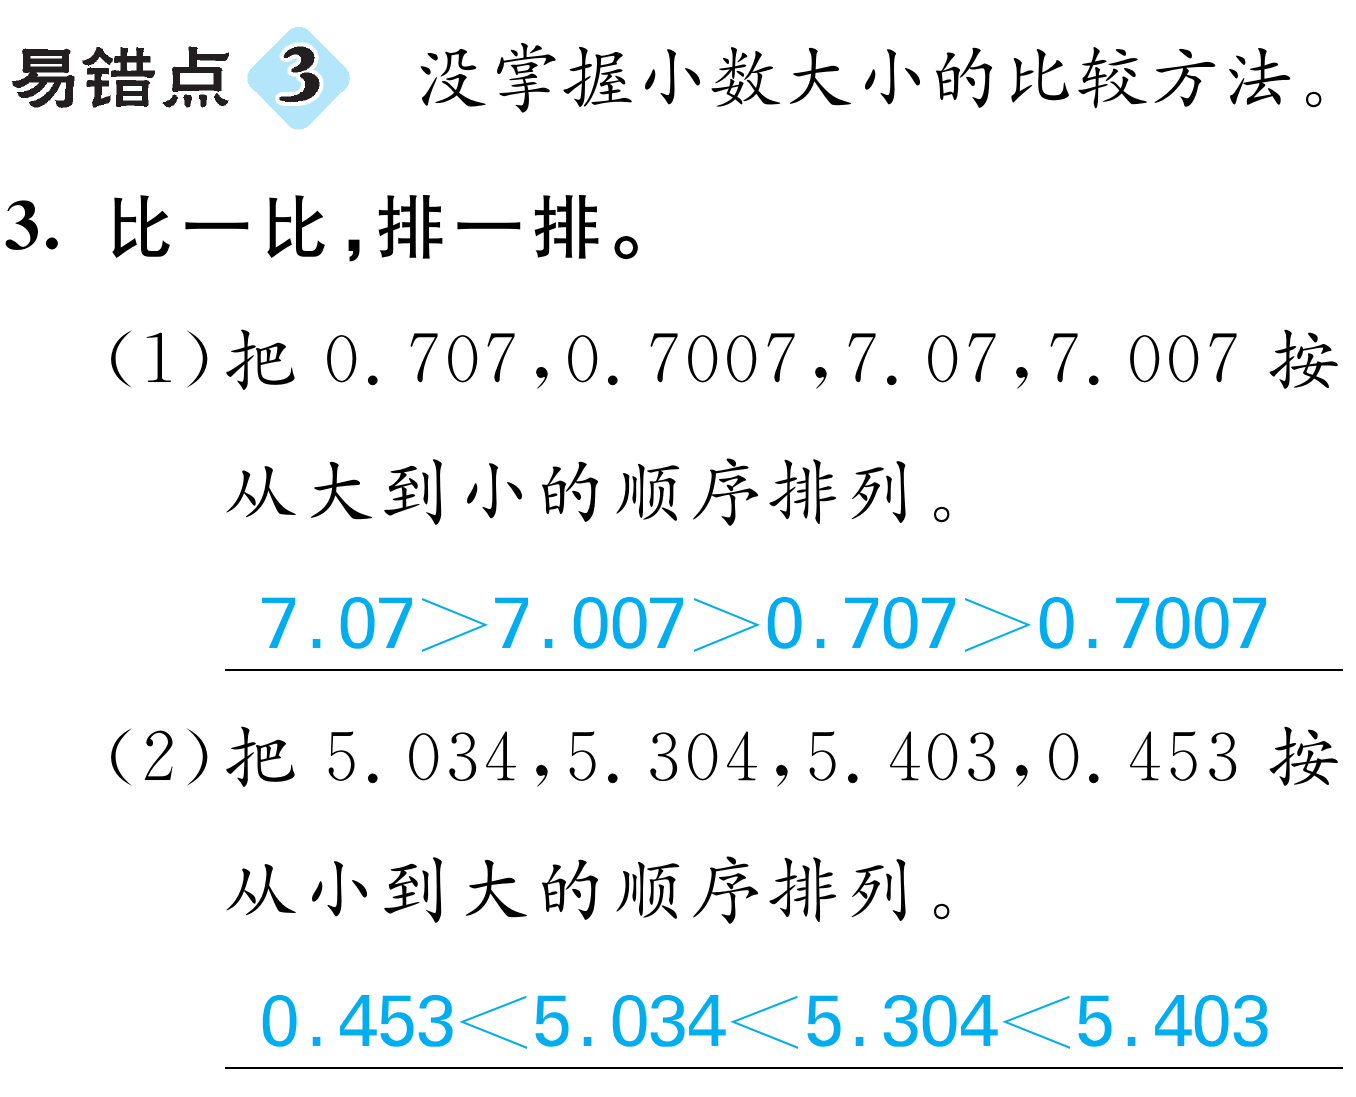 易错点 3 没掌握小数大小的比较方法。
3. 比一比,排一排。
(1)把 0.707,0.7007,7.07,7.007 按
从大到小的顺序排列。
7.07>7.007>0.707>0.7007
(2)把 5.034,5.304,5.403,0.453 按
从小到大的顺序排列。
0.453<5.034<5.304<5.403